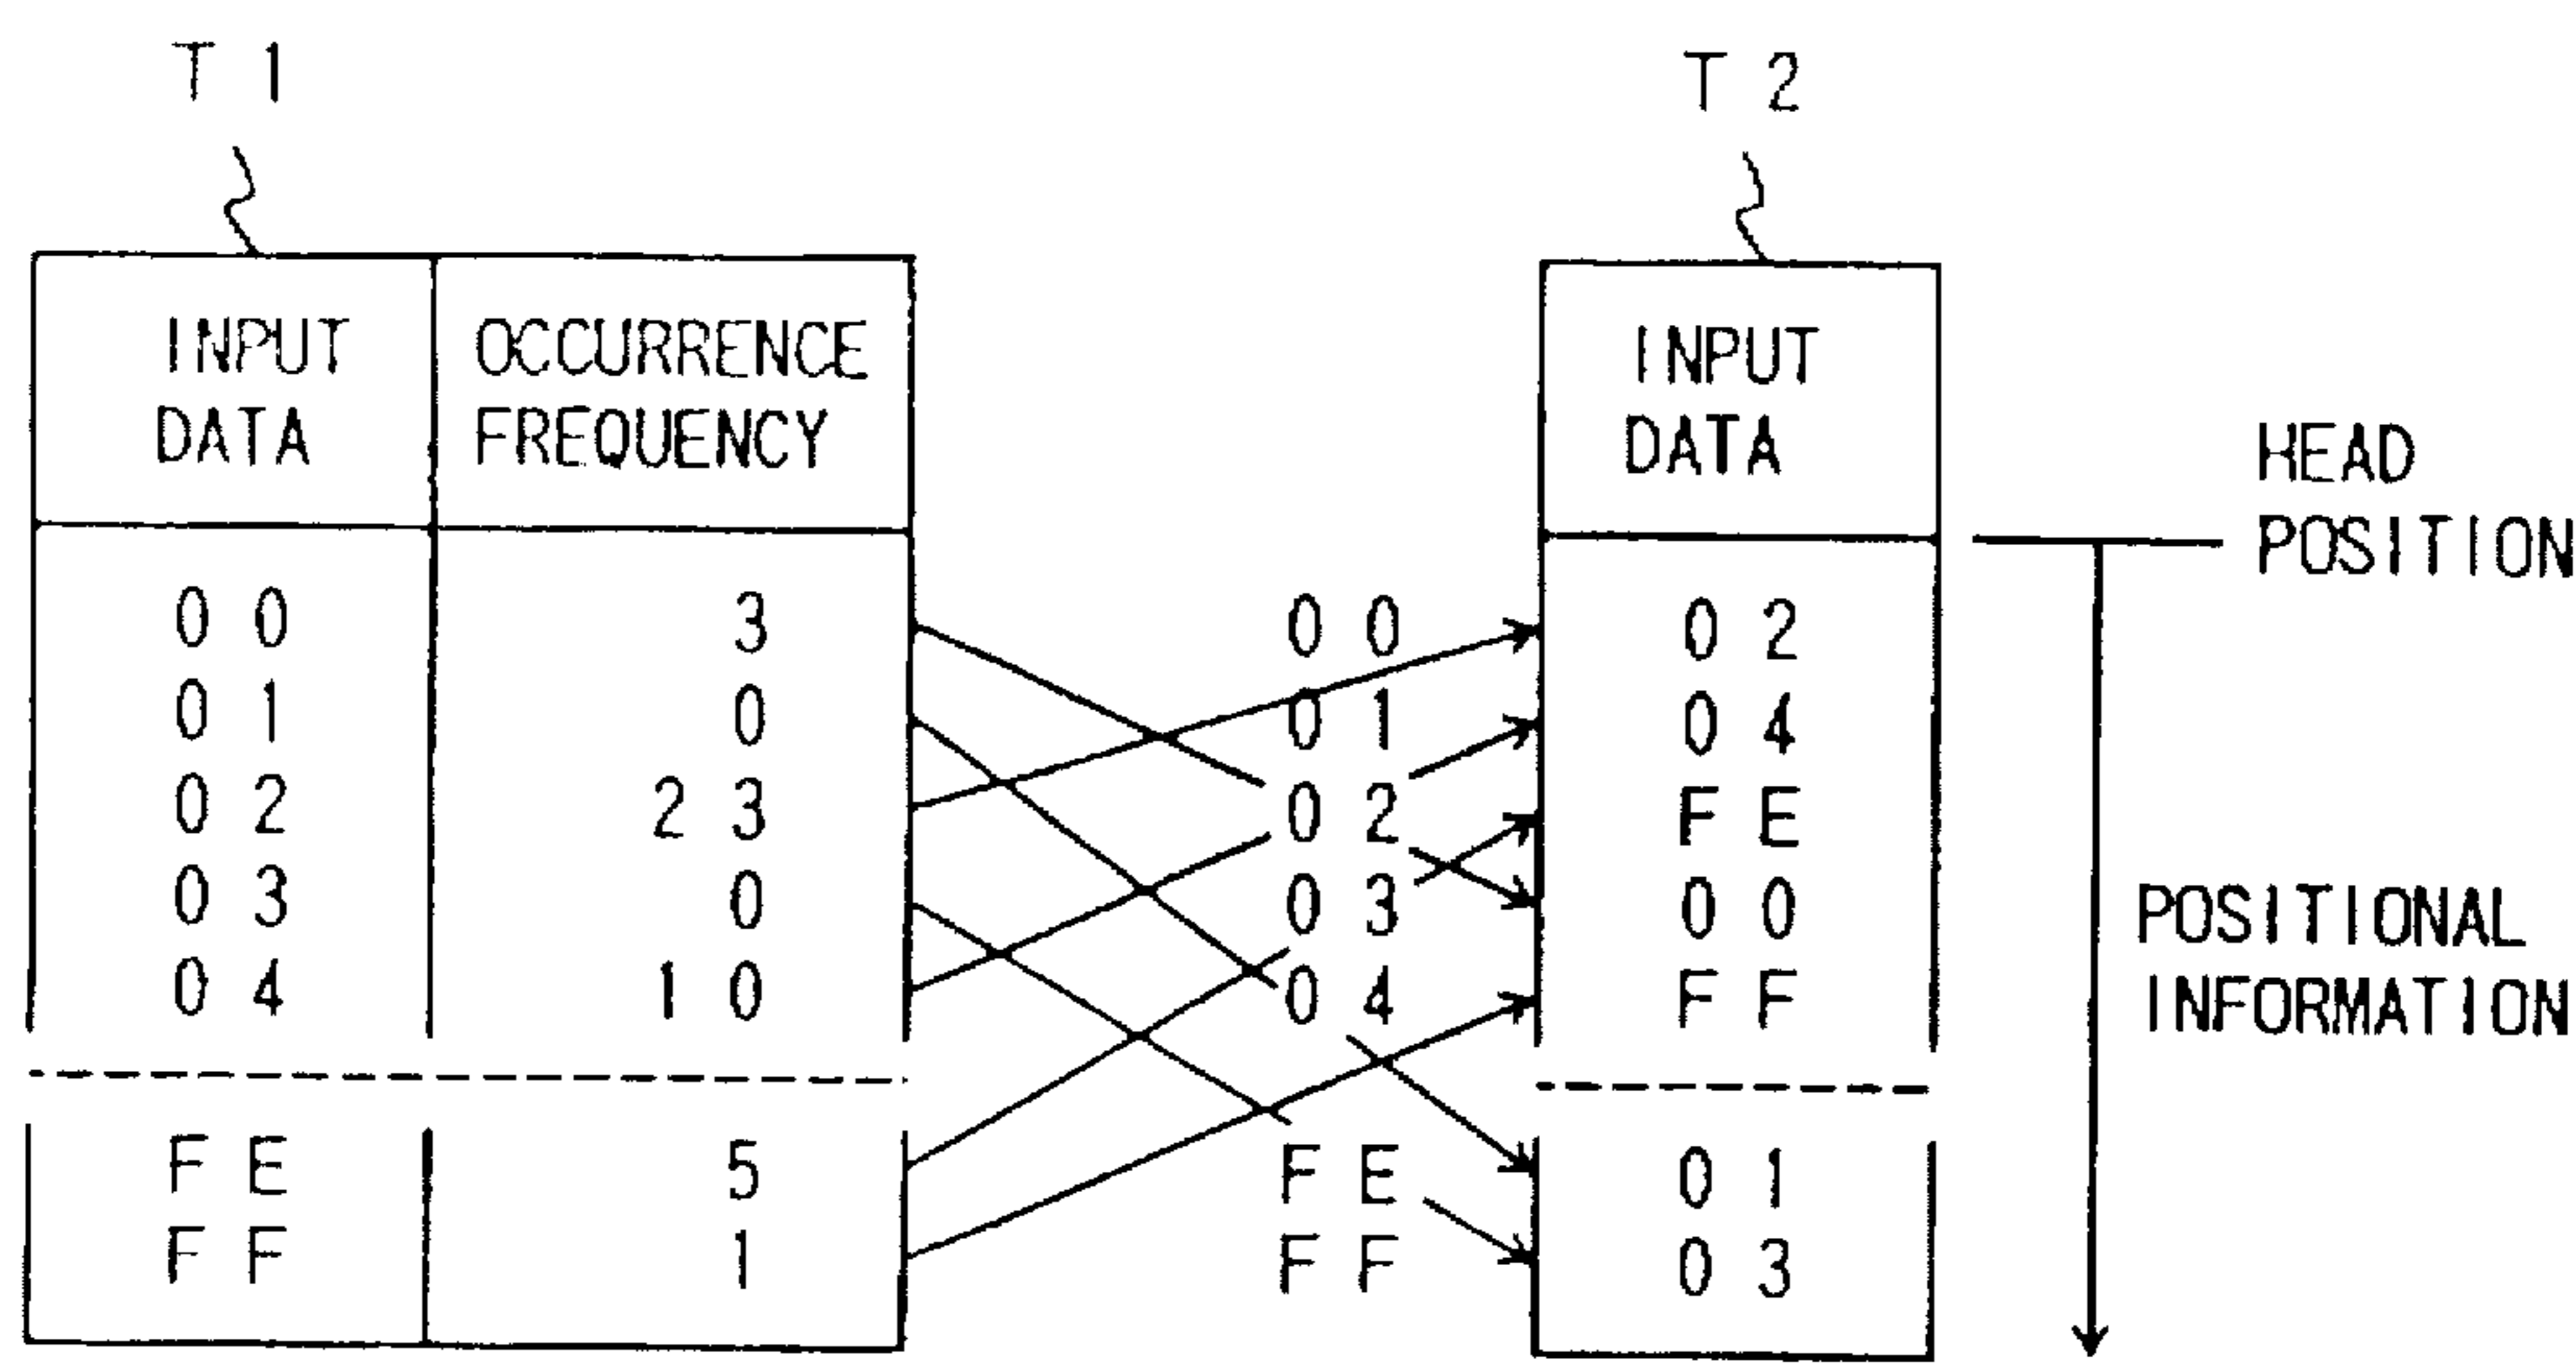 T 1
T 2
INPUT DATA
OCCURRENCE FREQUENCY
INPUT DATA
HEAD POSITION
0 0 3 0 0 0 2
0 1 0 0 1 0 4
0 2 2 3 0 2 F E
0 3 0 0 3 0 0
0 4 1 0 0 4 F F
POSITIONAL INFORMATION
F E 5 F E 0 1
F F 1 F F 0 3